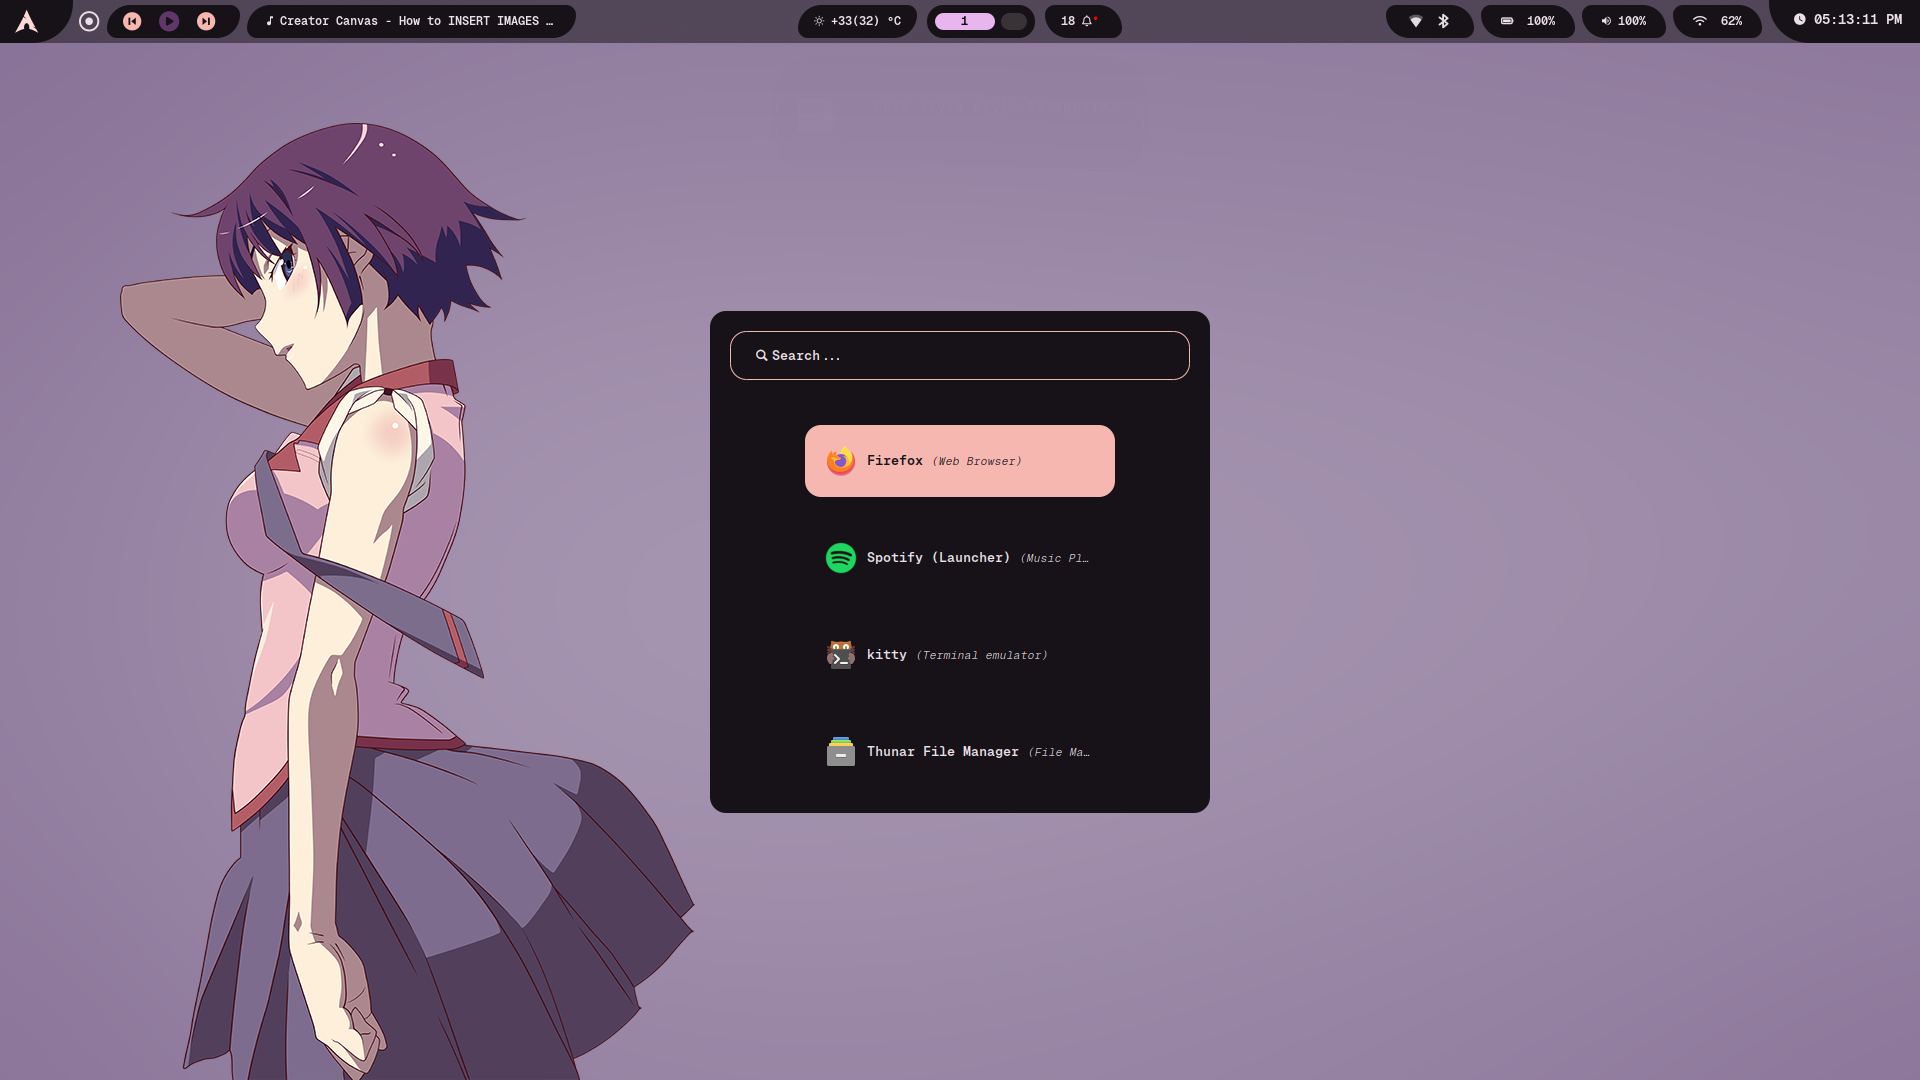 Creator Canvas - How to INSERT IMAGES …
+33(32) °C
1
18
100%
100%
62%
05:13:11 PM
Search...
Firefox (Web Browser)
Spotify (Launcher) (Music Pl…
kitty (Terminal emulator)
Thunar File Manager (File Ma…